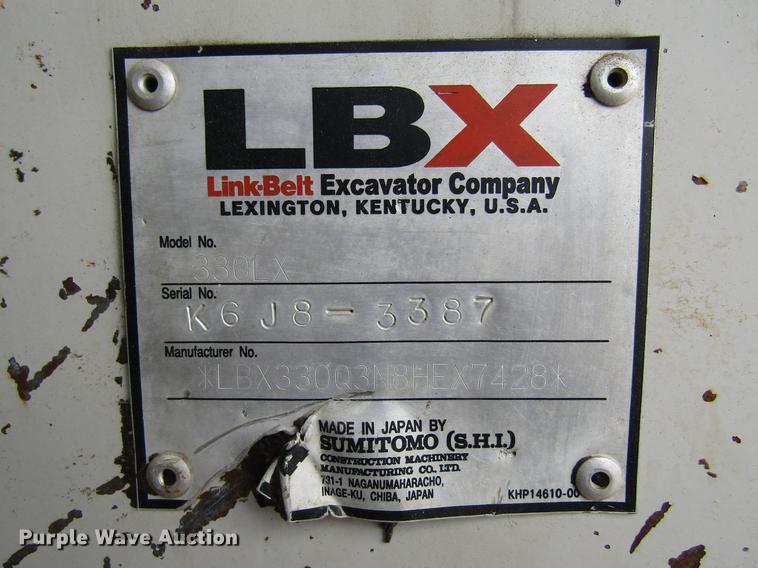 LBX
Link-Belt Excavator Company
LEXINGTON, KENTUCKY, U.S.A.
Model No.
330LX
Serial No.
K6J8-3387
Manufacturer No.
*LBX330Q3N8HEX7428*
MADE IN JAPAN BY
SUMITOMO (S.H.I.)
CONSTRUCTION MACHINERY
MANUFACTURING CO. LTD.
731-1 NAGANUMAHARACHO,
INAGE-KU, CHIBA, JAPAN
KHP14610-00
Purple Wave Auction